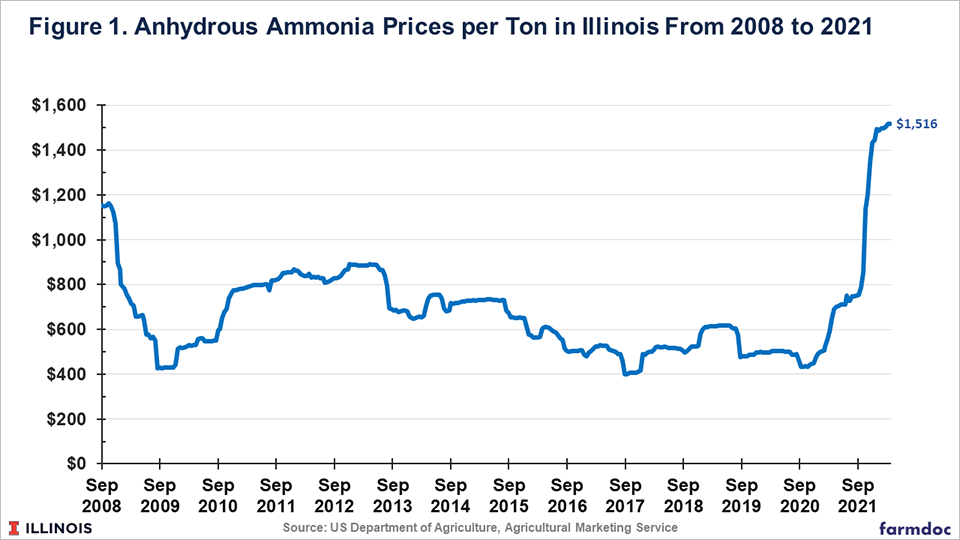 Figure 1. Anhydrous Ammonia Prices per Ton in Illinois From 2008 to 2021
$1,600
$1,516
$1,400
$1,200
$1,000
$800
$600
$400
$200
$0
Sep Sep Sep Sep Sep Sep Sep Sep Sep Sep Sep Sep Sep Sep
2008 2009 2010 2011 2012 2013 2014 2015 2016 2017 2018 2019 2020 2021
I ILLINOIS
Source: US Department of Agriculture, Agricultural Marketing Service
farmdoc